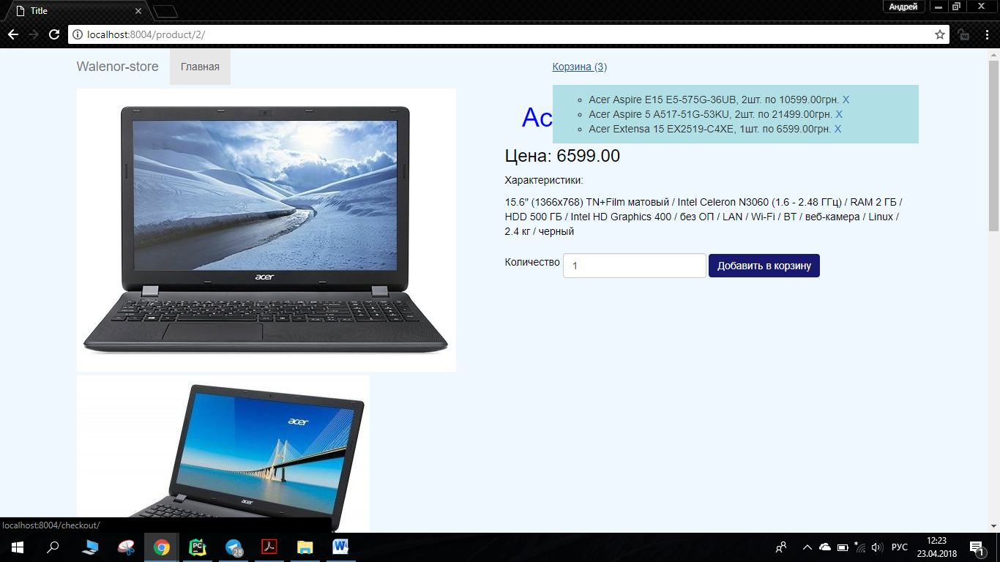 Title
Андрей
localhost:8004/product/2/
Walenor-store
Главная
Корзина (3)
Acer Aspire E15 E5-575G-36UB, 2шт. по 10599.00грн. X
Acer Aspire 5 A517-51G-53KU, 2шт. по 21499.00грн. X
Acer Extensa 15 EX2519-C4XE, 1шт. по 6599.00грн. X
Ac
Цена: 6599.00
Характеристики:
15.6" (1366x768) TN+Film матовый / Intel Celeron N3060 (1.6 - 2.48 ГГц) / RAM 2 ГБ /
HDD 500 ГБ / Intel HD Graphics 400 / без ОП / LAN / Wi-Fi / BT / веб-камера / Linux /
2.4 кг / черный
Количество 1 Добавить в корзину
acer
acer
acer
localhost:8004/checkout/
PC
28
W
РУС
12:23
23.04.2018
1